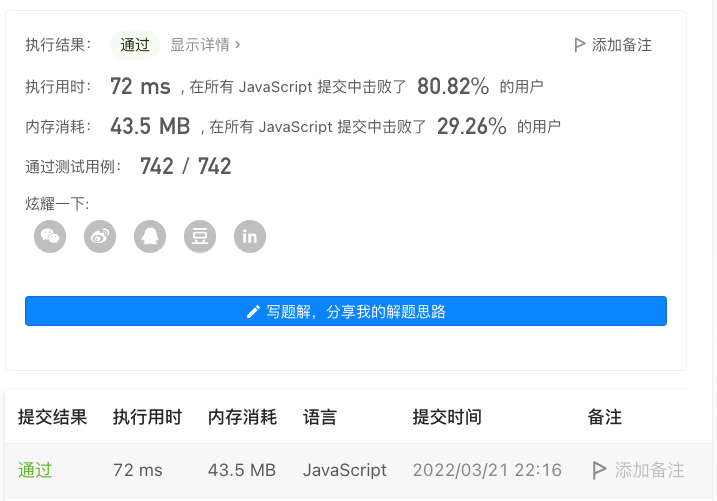 执行结果： 通过 显示详情 > 添加备注
执行用时： 72 ms , 在所有 JavaScript 提交中击败了 80.82% 的用户
内存消耗： 43.5 MB , 在所有 JavaScript 提交中击败了 29.26% 的用户
通过测试用例： 742 / 742
炫耀一下:
豆 in
写题解，分享我的解题思路
提交结果 执行用时 内存消耗 语言 提交时间 备注
通过 72 ms 43.5 MB JavaScript 2022/03/21 22:16 添加备注